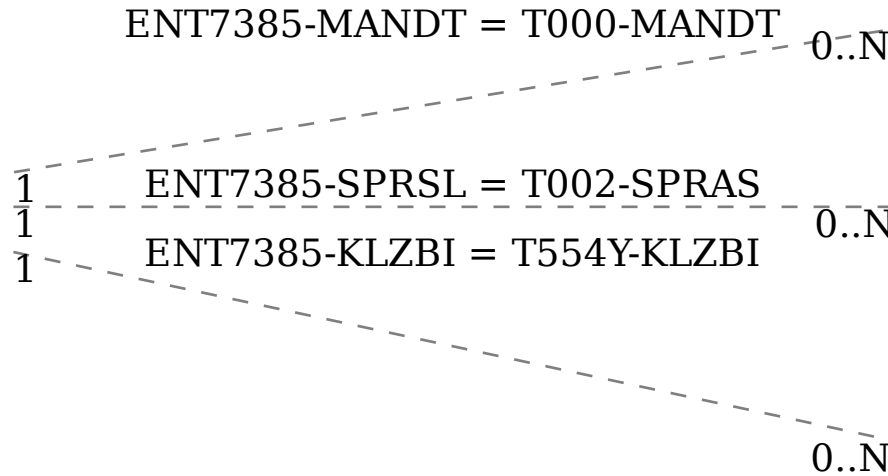 ENT7385-MANDT = T000-MANDT
0..N
1
ENT7385-SPRSL = T002-SPRAS
1
0..N
ENT7385-KLZBI = T554Y-KLZBI
1
0..N